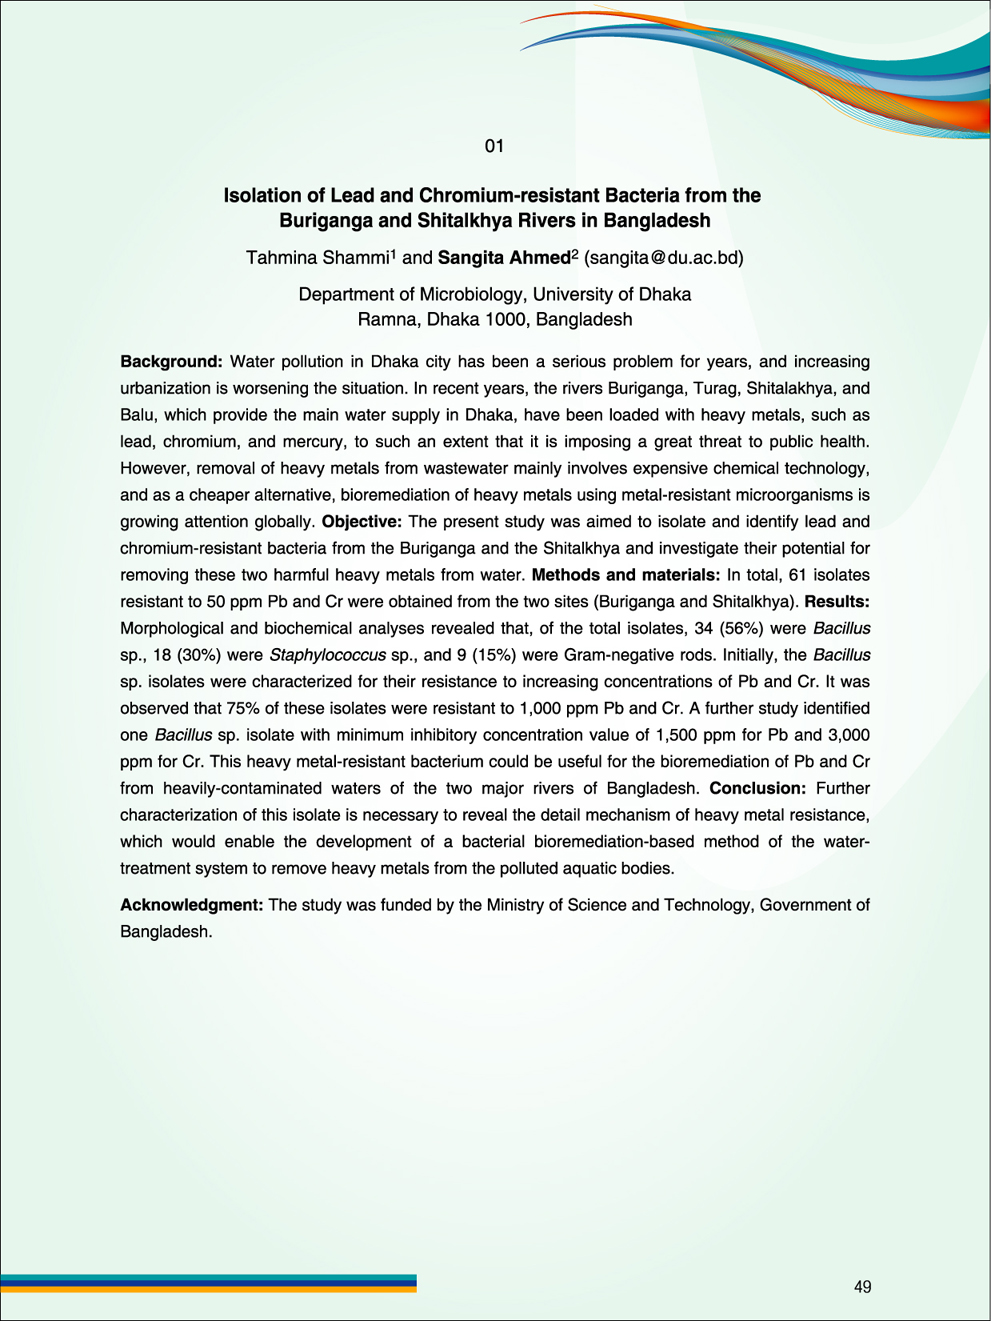 01
Isolation of Lead and Chromium-resistant Bacteria from the
Buriganga and Shitalkhya Rivers in Bangladesh
Tahmina Shammi¹ and Sangita Ahmed² (sangita@du.ac.bd)
Department of Microbiology, University of Dhaka
Ramna, Dhaka 1000, Bangladesh
Background: Water pollution in Dhaka city has been a serious problem for years, and increasing
urbanization is worsening the situation. In recent years, the rivers Buriganga, Turag, Shitalakhya, and
Balu, which provide the main water supply in Dhaka, have been loaded with heavy metals, such as
lead, chromium, and mercury, to such an extent that it is imposing a great threat to public health.
However, removal of heavy metals from wastewater mainly involves expensive chemical technology,
and as a cheaper alternative, bioremediation of heavy metals using metal-resistant microorganisms is
growing attention globally. Objective: The present study was aimed to isolate and identify lead and
chromium-resistant bacteria from the Buriganga and the Shitalkhya and investigate their potential for
removing these two harmful heavy metals from water. Methods and materials: In total, 61 isolates
resistant to 50 ppm Pb and Cr were obtained from the two sites (Buriganga and Shitalkhya). Results:
Morphological and biochemical analyses revealed that, of the total isolates, 34 (56%) were Bacillus
sp., 18 (30%) were Staphylococcus sp., and 9 (15%) were Gram-negative rods. Initially, the Bacillus
sp. isolates were characterized for their resistance to increasing concentrations of Pb and Cr. It was
observed that 75% of these isolates were resistant to 1,000 ppm Pb and Cr. A further study identified
one Bacillus sp. isolate with minimum inhibitory concentration value of 1,500 ppm for Pb and 3,000
ppm for Cr. This heavy metal-resistant bacterium could be useful for the bioremediation of Pb and Cr
from heavily-contaminated waters of the two major rivers of Bangladesh. Conclusion: Further
characterization of this isolate is necessary to reveal the detail mechanism of heavy metal resistance,
which would enable the development of a bacterial bioremediation-based method of the water-
treatment system to remove heavy metals from the polluted aquatic bodies.
Acknowledgment: The study was funded by the Ministry of Science and Technology, Government of
Bangladesh.
49